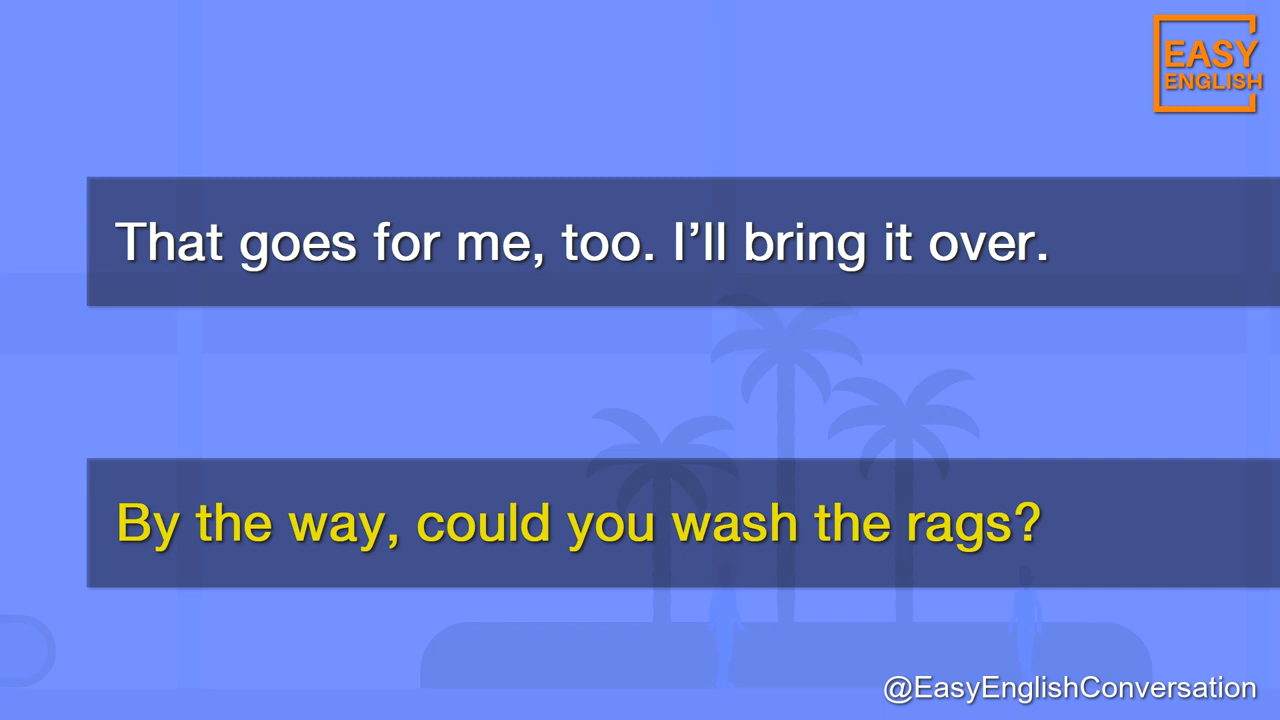 EASY
ENGLISH
That goes for me, too. I’ll bring it over.
By the way, could you wash the rags?
@EasyEnglishConversation